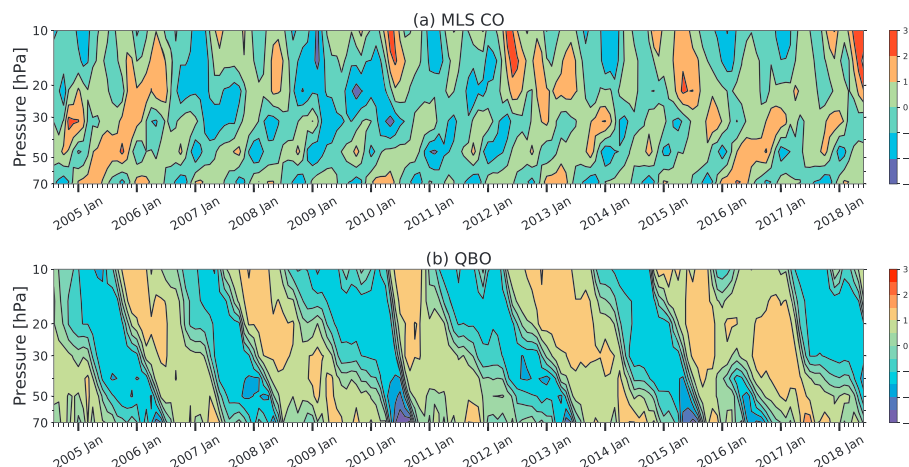 (a) MLS CO
Pressure [hPa]
10
20
30
50
70
2005 Jan
2006 Jan
2007 Jan
2008 Jan
2009 Jan
2010 Jan
2011 Jan
2012 Jan
2013 Jan
2014 Jan
2015 Jan
2016 Jan
2017 Jan
2018 Jan
3
2
1
0
−
−
−
(b) QBO
Pressure [hPa]
10
20
30
50
70
2005 Jan
2006 Jan
2007 Jan
2008 Jan
2009 Jan
2010 Jan
2011 Jan
2012 Jan
2013 Jan
2014 Jan
2015 Jan
2016 Jan
2017 Jan
2018 Jan
3
2
1
0
−
−
−